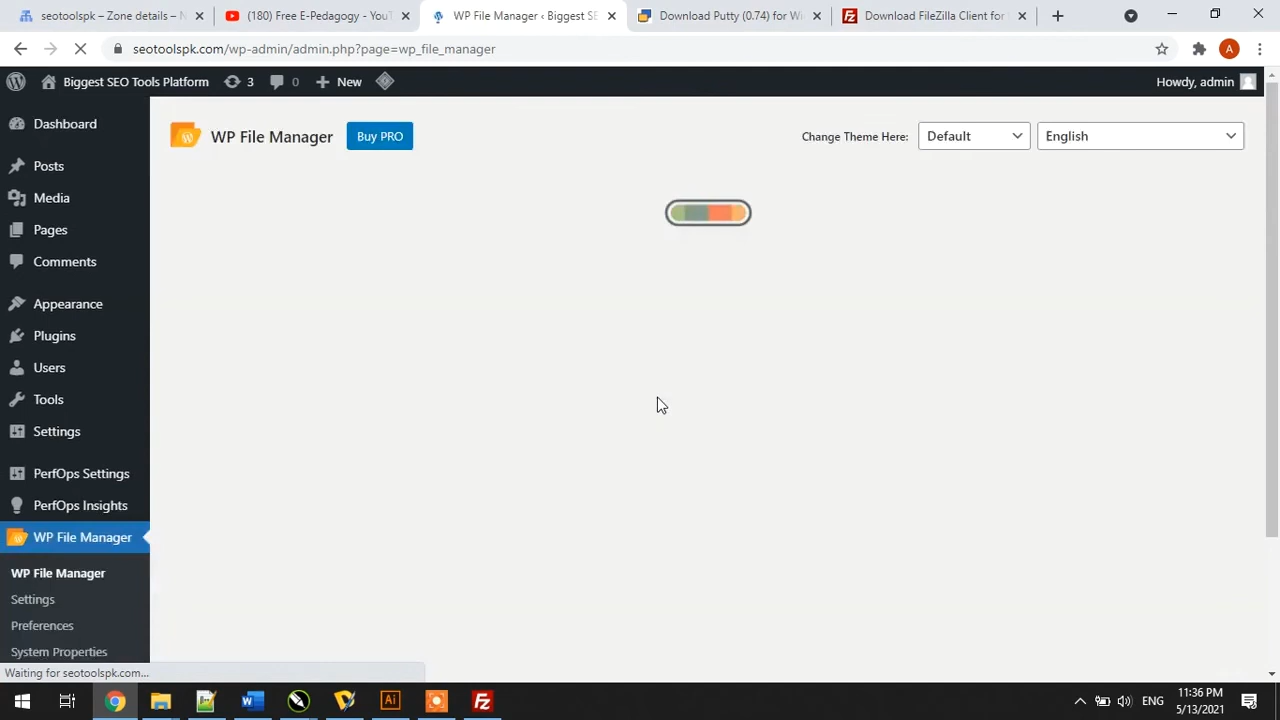 seotoolspk – Zone details – N
(180) Free E-Pedagogy - YouT
WP File Manager ‹ Biggest SE
Download Putty (0.74) for Wi
Download FileZilla Client for
seotoolspk.com/wp-admin/admin.php?page=wp_file_manager
A
Biggest SEO Tools Platform
3
0
New
Howdy, admin
Dashboard
Posts
Media
Pages
Comments
Appearance
Plugins
Users
Tools
Settings
PerfOps Settings
PerfOps Insights
WP File Manager
WP File Manager
Settings
Preferences
System Properties
WP File Manager
Buy PRO
Change Theme Here:
Default
English
Waiting for seotoolspk.com...
ENG
11:36 PM
5/13/2021